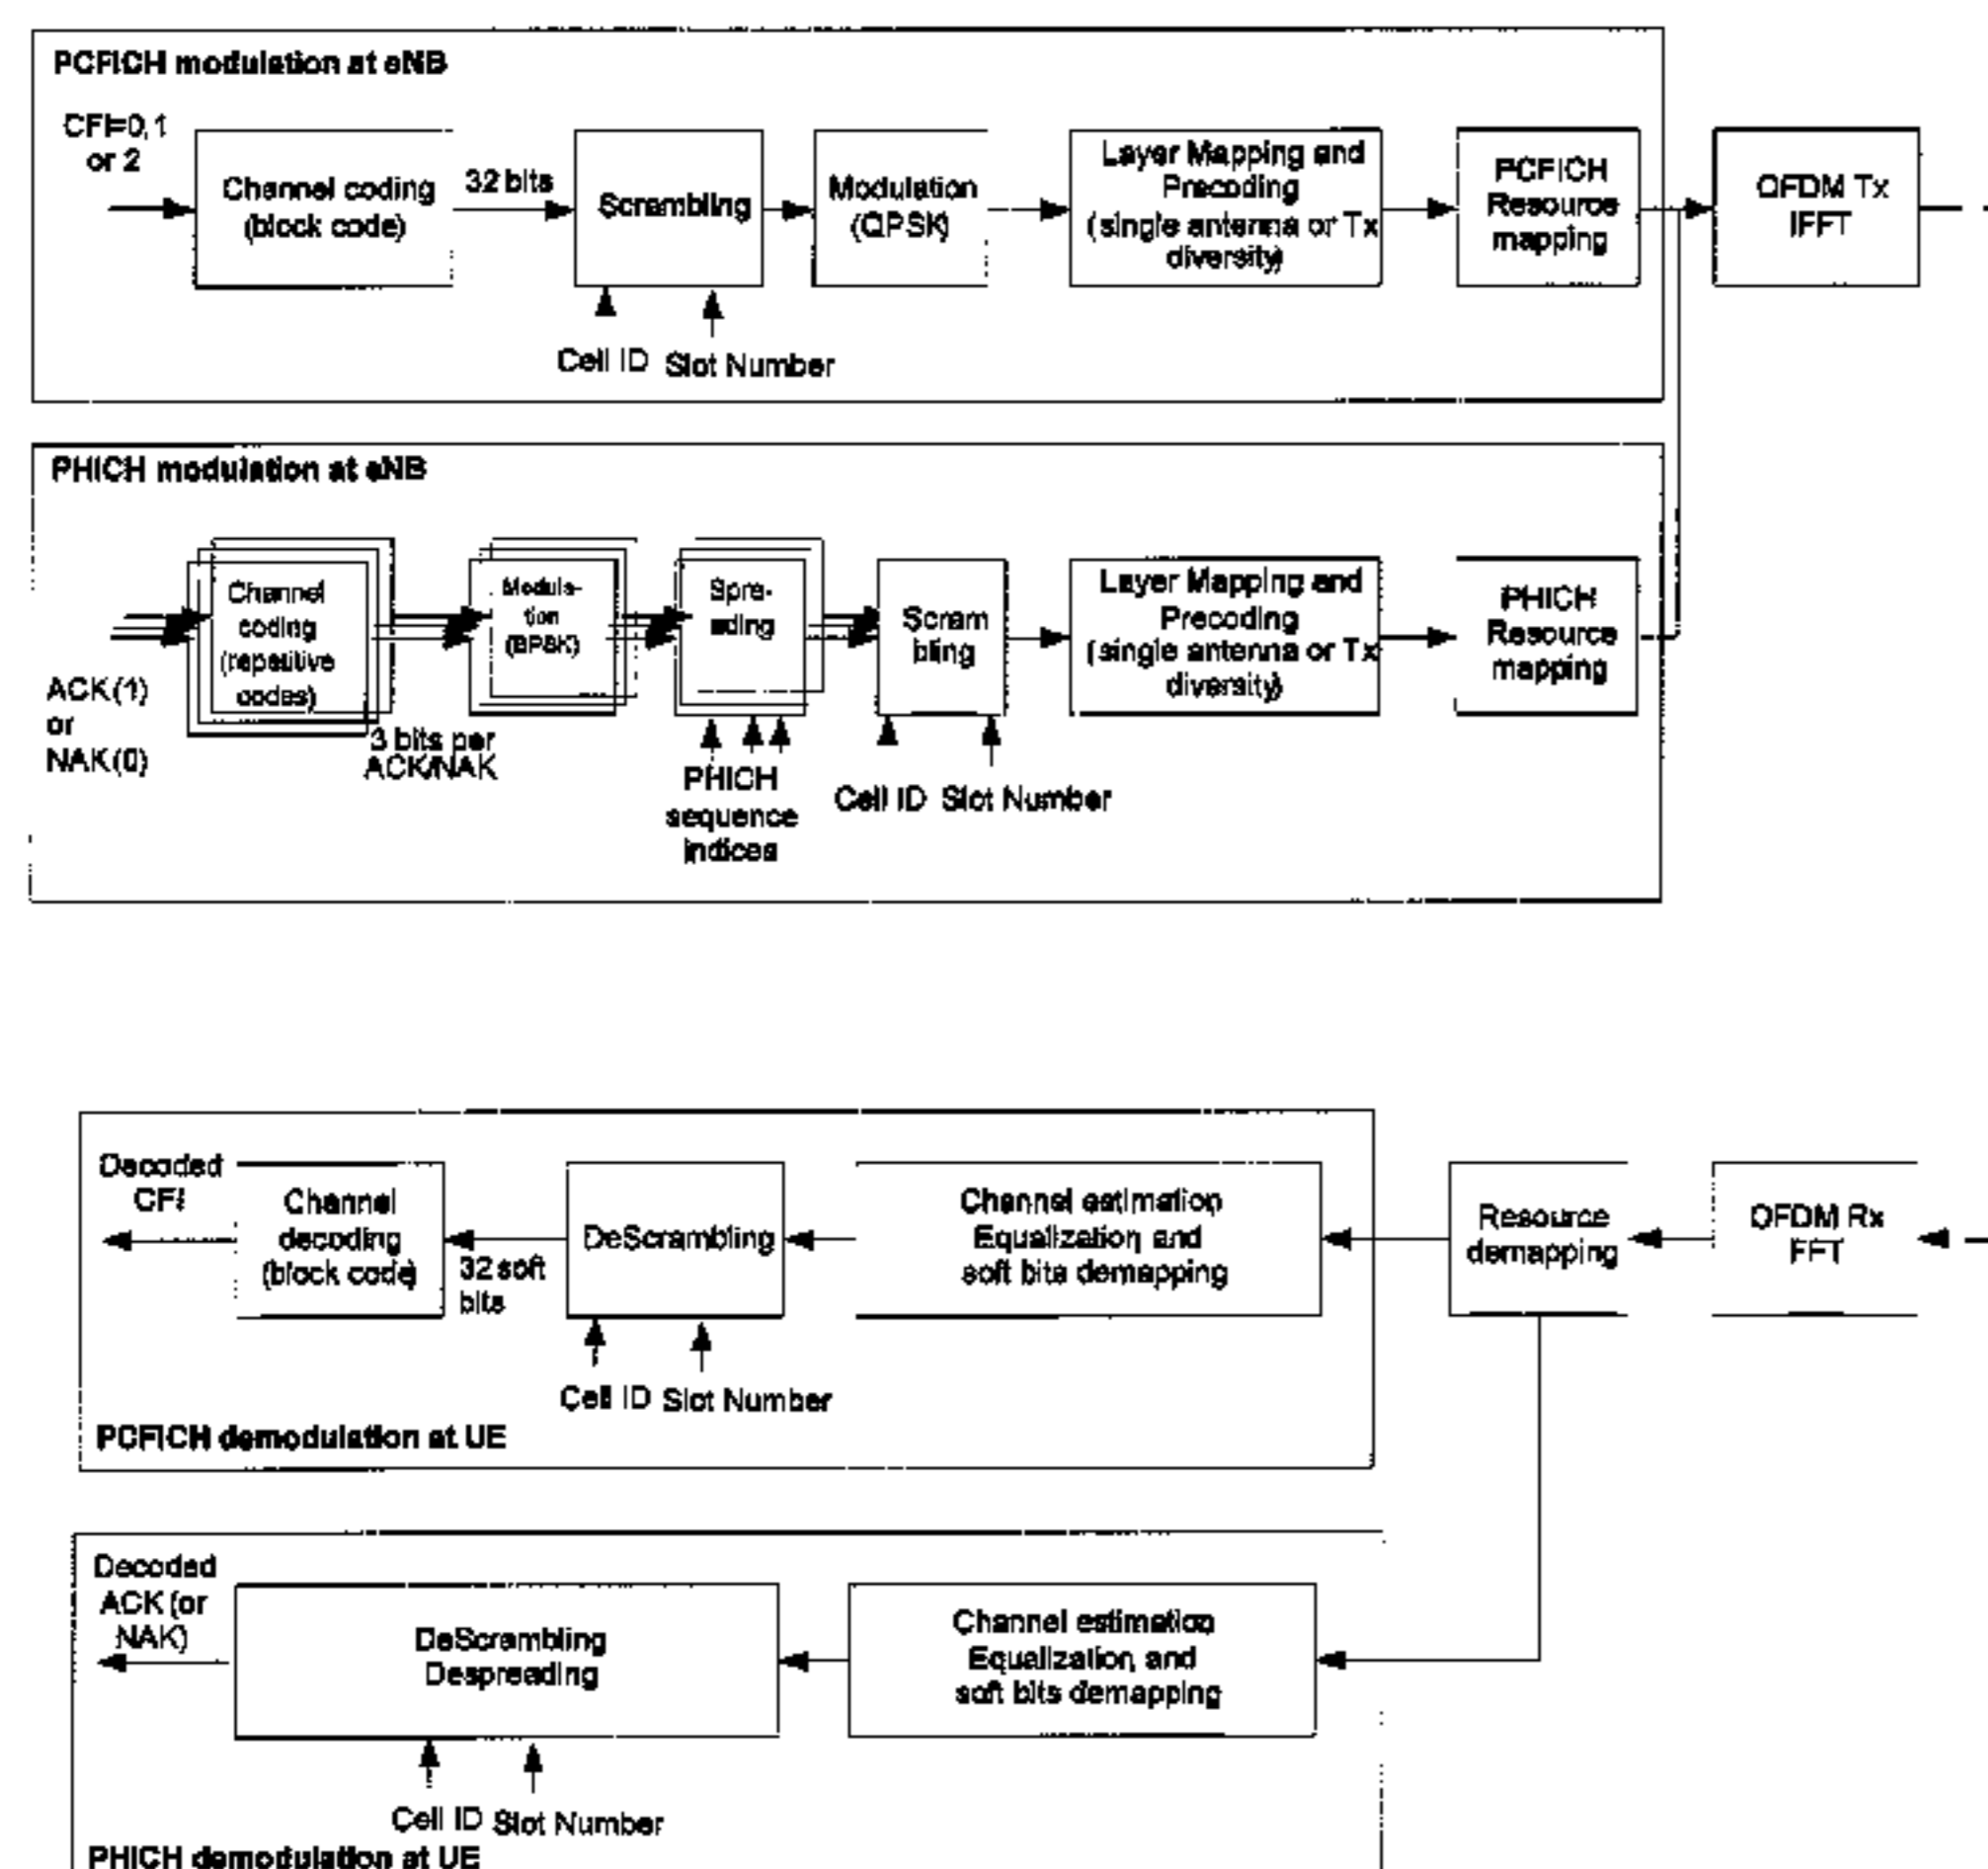 PCFICH modulation at eNB
CFI=0,1
or 2
Channel coding
(block code)
32 bits
Scrambling
Modulation
(QPSK)
Layer Mapping and
Precoding
(single antenna or Tx
diversity)
PCFICH
Resource
mapping
OFDM Tx
IFFT
Cell ID
Slot Number
PHICH modulation at eNB
ACK(1)
or
NAK(0)
Channel
coding
(repetitive
codes)
3 bits per
ACK/NAK
Modula-
tion
(BPSK)
Spre-
ading
PHICH
sequence
indices
Scram
bling
Cell ID
Slot Number
Layer Mapping and
Precoding
(single antenna or Tx
diversity)
PHICH
Resource
mapping
Decoded
CFI
Channel
decoding
(block code)
32 soft
bits
DeScrambling
Channel estimation
Equalization and
soft bits demapping
Resource
demapping
OFDM Rx
FFT
Cell ID
Slot Number
PCFICH demodulation at UE
Decoded
ACK (or
NAK)
DeScrambling
Despreading
Channel estimation
Equalization and
soft bits demapping
Cell ID
Slot Number
PHICH demodulation at UE